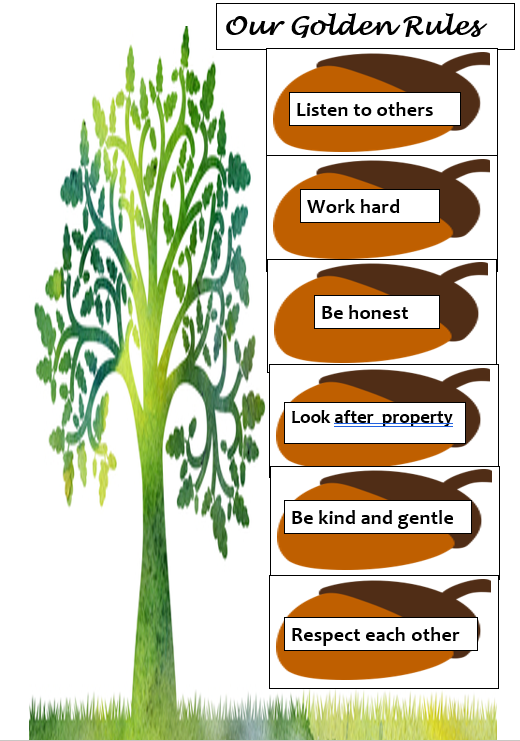 Our Golden Rules
Listen to others
Work hard
Be honest
Look after  property
Be kind and gentle
Respect each other